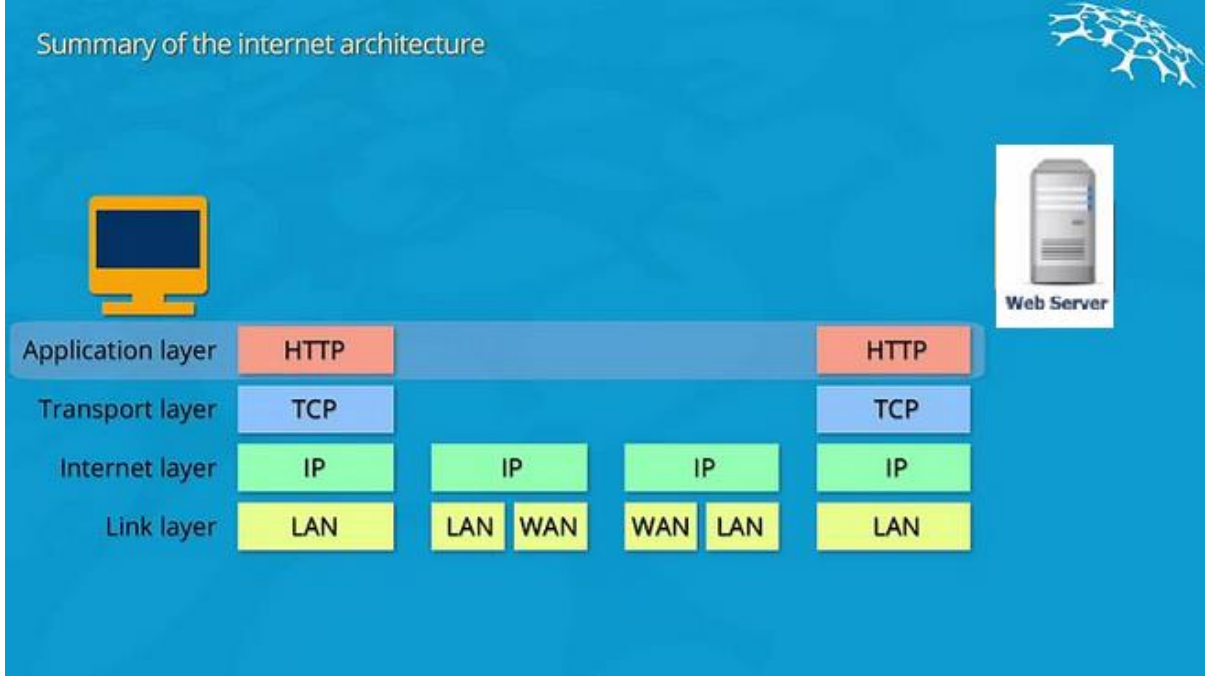 Summary of the internet architecture
Web Server
Application layer HTTP HTTP
Transport layer TCP TCP
Internet layer IP IP IP IP
Link layer LAN LAN WAN WAN LAN LAN